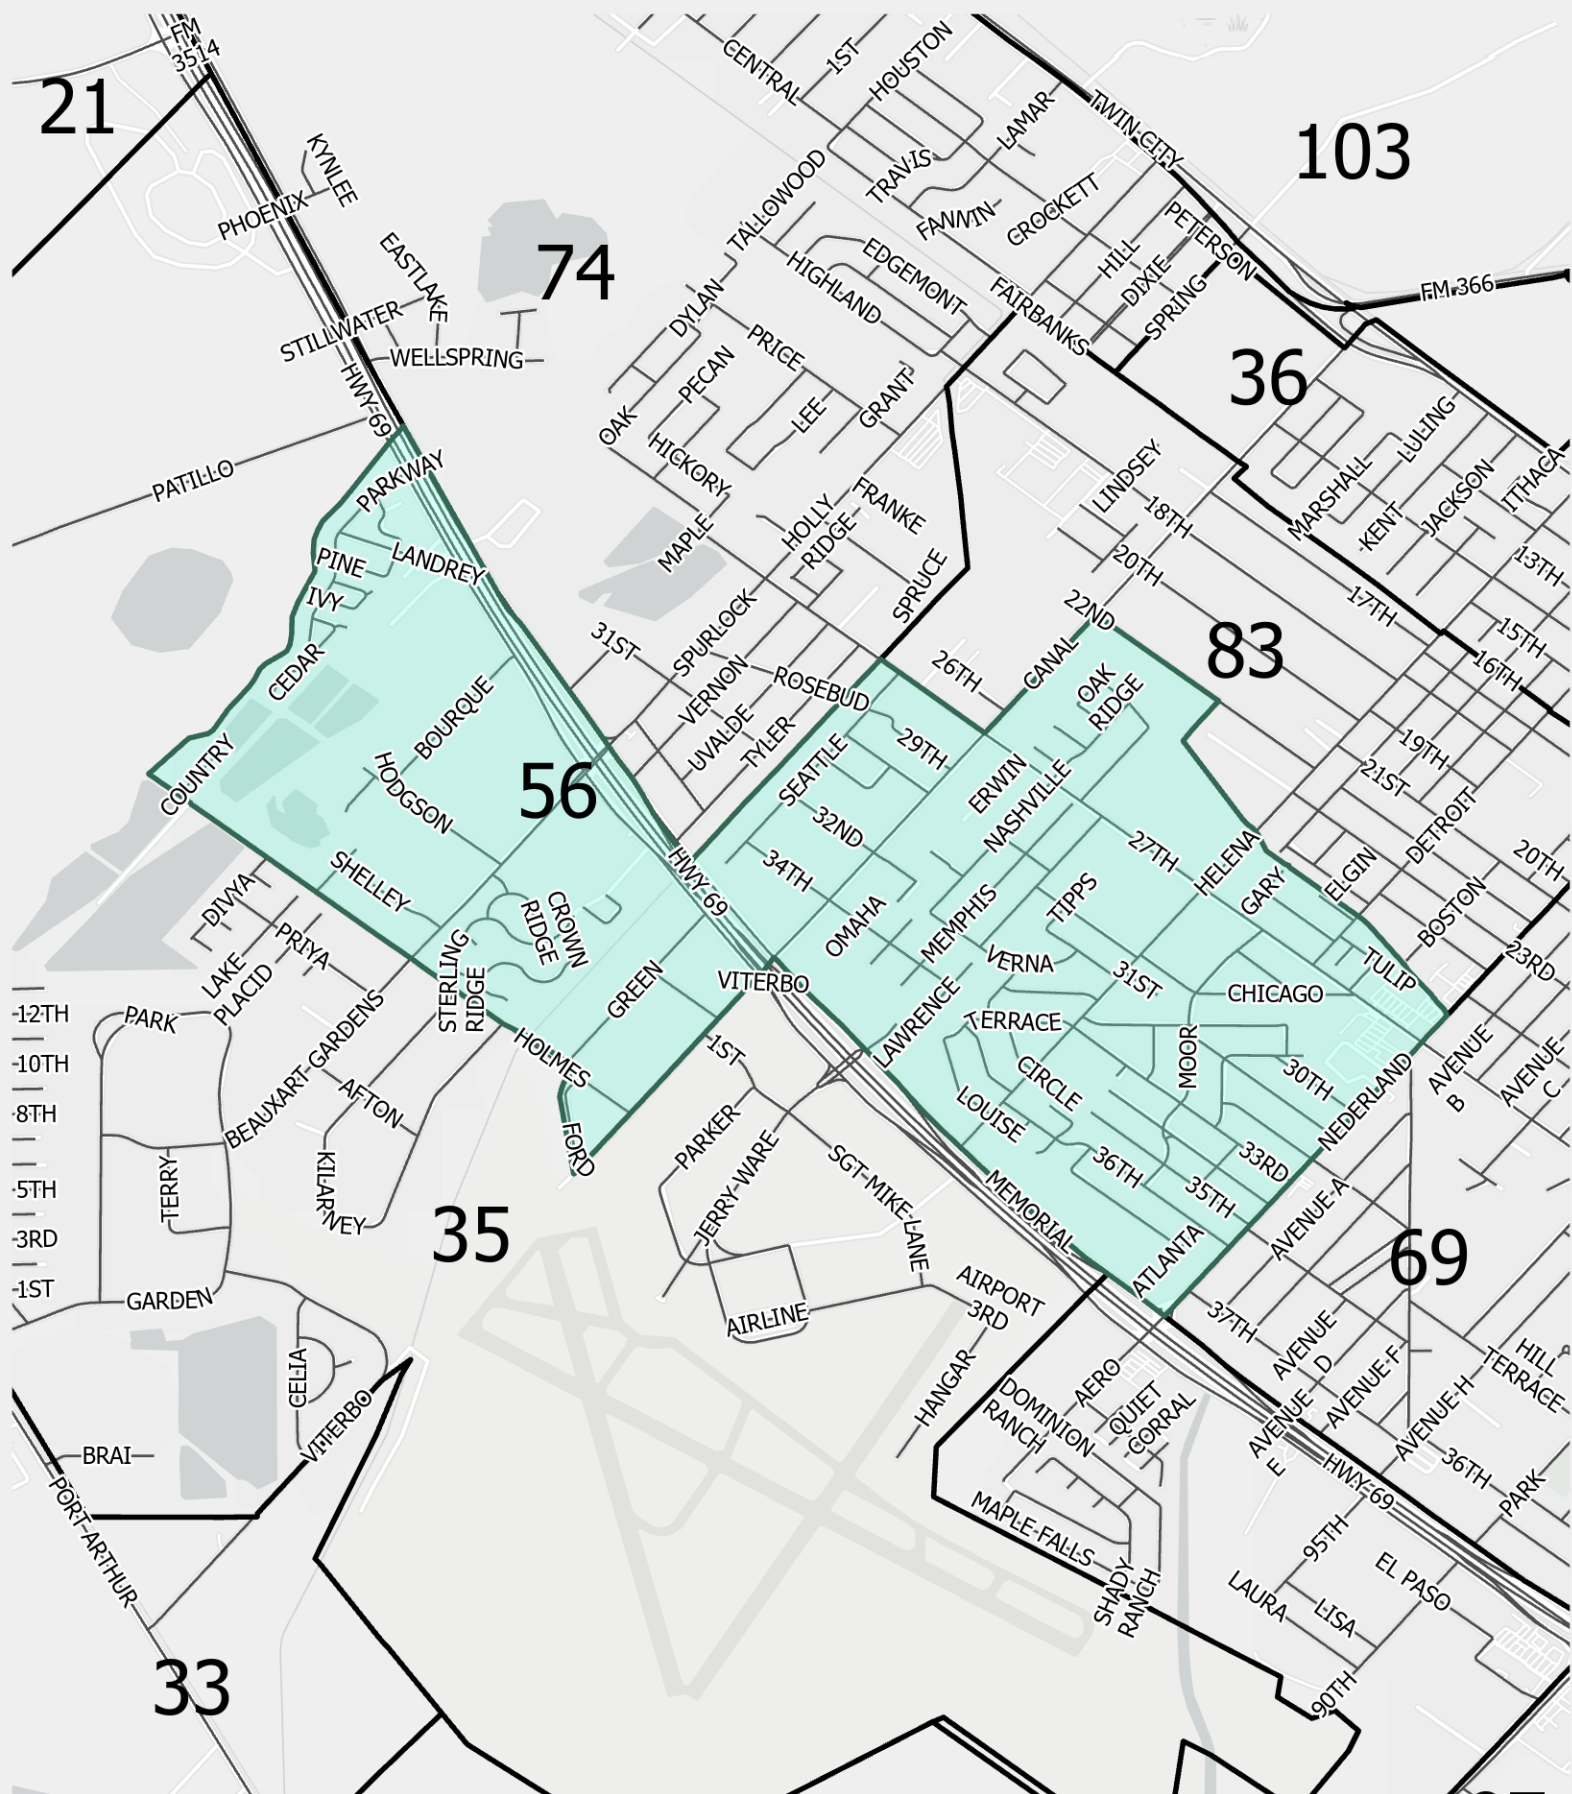 FM
3514
21
CENTRAL
1ST
HOUSTON
TWIN CITY
LAMAR
103
KYNLEE
PHOENIX
TRAVIS
TALLOWOOD
FANNIN
CROCKETT
PETERSON
EASTLAKE
74
EDGEMONT
HIGHLAND
HILL
DIXIE
SPRING
FM 366
STILLWATER
WELLSPRING
DYLAN
FAIRBANKS
PRICE
36
HWY 69
PECAN
LEE
GRANT
OAK
LULING
PATILLO
PARKWAY
HICKORY
FRANKE
LINDSEY
18TH
MARSHALL
KENT
JACKSON
ITHACA
MAPLE
HOLLY
RIDGE
PINE
LANDREY
20TH
13TH
IVY
SPRUCE
22ND
17TH
31ST
SPURLOCK
83
15TH
16TH
CEDAR
VERNON
ROSEBUD
26TH
CANAL
OAK
RIDGE
BOURQUE
UVALDE
TYLER
29TH
19TH
21ST
COUNTRY
HODGSON
56
SEATTLE
ERWIN
NASHVILLE
32ND
DETROIT
27TH
HELENA
20TH
SHELLEY
HWY 69
34TH
GARY
ELGIN
DIVYA
CROWN
RIDGE
OMAHA
MEMPHIS
TIPPS
BOSTON
PRIYA
23RD
LAKE
PLACID
STERLING
RIDGE
GREEN
VITERBO
VERNA
31ST
TULIP
CHICAGO
12TH
PARK
BEAUXART GARDENS
LAWRENCE
TERRACE
HOLMES
1ST
MOOR
10TH
CIRCLE
30TH
AVENUE
B
AVENUE
C
8TH
AFTON
LOUISE
NEDERLAND
FORD
PARKER
33RD
5TH
TERRY
KILARNEY
JERRY WARE
SGT MIKE LANE
36TH
35TH
MEMORIAL
AVENUE A
3RD
35
ATLANTA
69
1ST
GARDEN
AIRPORT
3RD
AIRLINE
37TH
AVENUE
D
HILL
TERRACE
CELIA
HANGAR
DOMINION
RANCH
AERO
QUIET
CORRAL
AVENUE F
AVENUE H
VITERBO
AVENUE
E
BRAI
36TH
HWY 69
PARK
PORT ARTHUR
MAPLE FALLS
95TH
EL PASO
SHADY
RANCH
LAURA
LISA
33
90TH